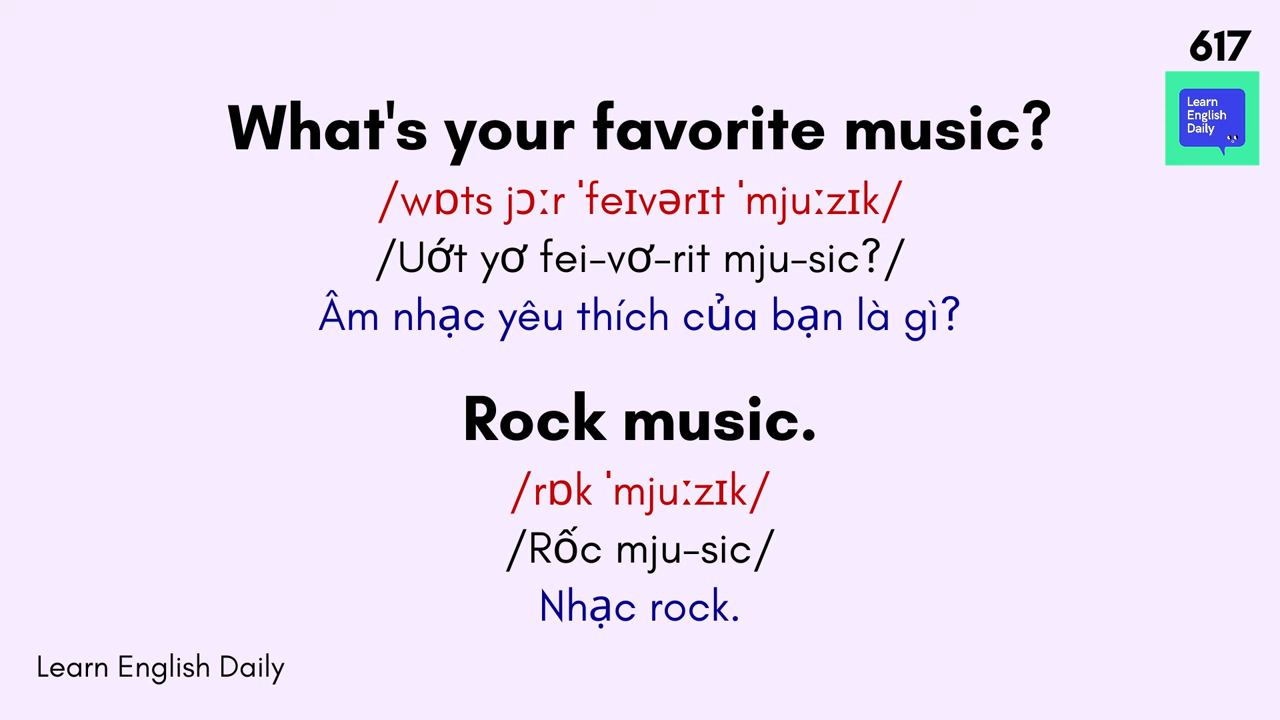 617
Learn
English
Daily
What's your favorite music?
/wɒts jɔːr ˈfeɪvərɪt ˈmjuːzɪk/
/Uớt yơ fei-vơ-rit mju-sic?/
Âm nhạc yêu thích của bạn là gì?
Rock music.
/rɒk ˈmjuːzɪk/
/Rốc mju-sic/
Nhạc rock.
Learn English Daily